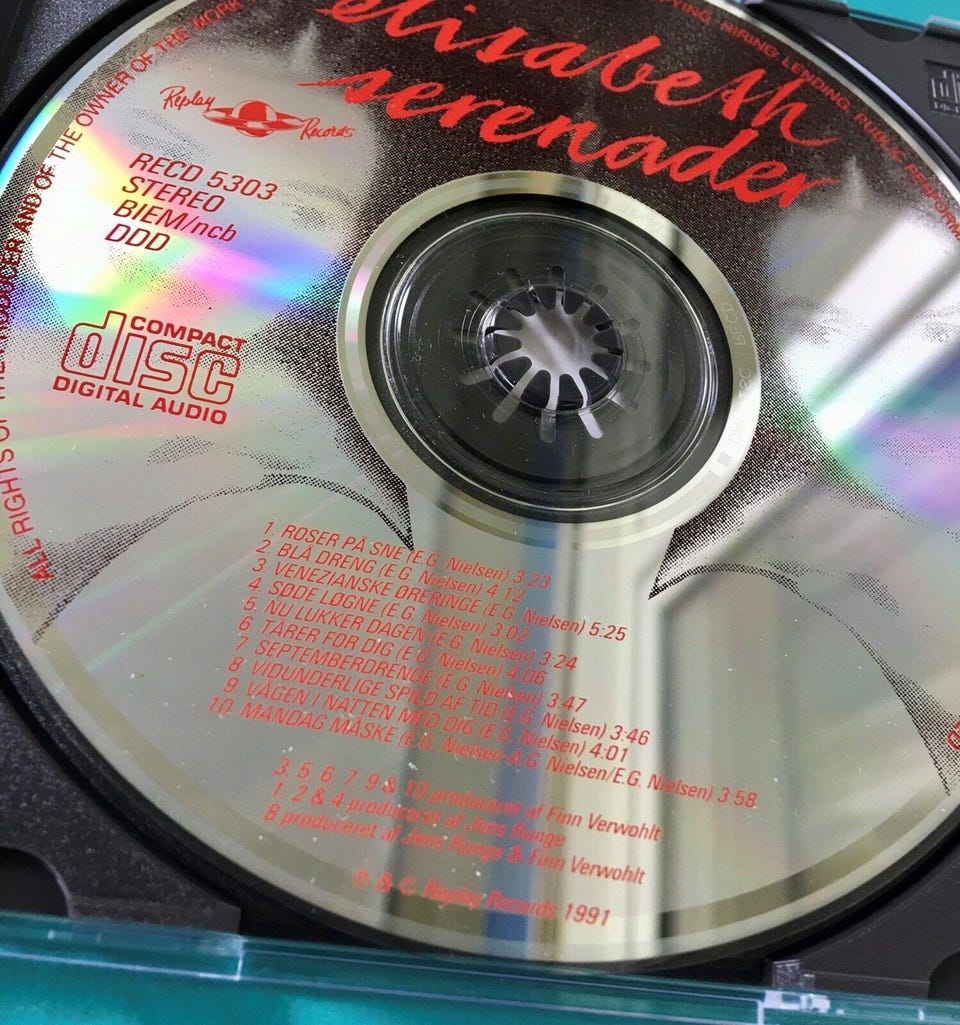 elisabeth
serenader
Replay Records
RECD 5303
STEREO
BIEM/ncb
DDD
COMPACT
disc
DIGITAL AUDIO
1. ROSER PÅ SNE (E.G. Nielsen) 3:23
2. BLÅ DRENG (E.G. Nielsen) 4:12
3 VENEZIANSKE ØRERINGE (E.G. Nielsen) 5:25
4. SØDE LØGNE (E.G. Nielsen) 3:02
5. NU LUKKER DAGEN (E.G. Nielsen) 3:24
6 TÅRER FOR DIG (E.G. Nielsen) 4:06
7 SEPTEMBERDRENGE (E.G. Nielsen) 3:47
8 VIDUNDERLIGE SPILD AF TID (E.G. Nielsen) 3:46
9 VÅGEN I NATTEN MED DIG (E.G. Nielsen) 4:01
10. MANDAG MÅSKE (E.G. Nielsen-A.G. Nielsen/E.G. Nielsen) 3:58
3, 5, 6, 7, 9 & 10 produceret af Finn Verwohlt
1, 2 & 4 produceret af Jens Runge
8 produceret af Jens Runge & Finn Verwohlt
℗ & © Replay Records 1991
ALL RIGHTS OF THE PRODUCER AND OF THE OWNER OF THE WORK
HIRING, LENDING, PUBLIC